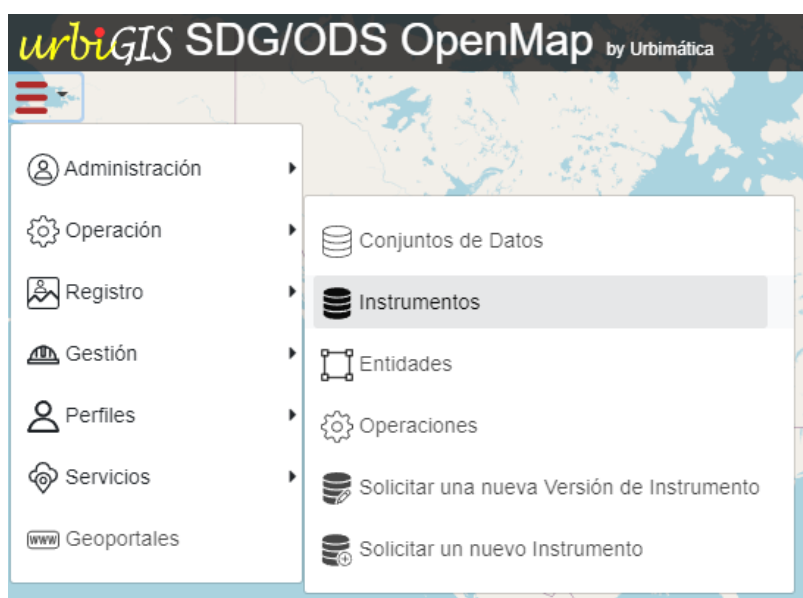 urbiGIS SDG/ODS OpenMap by Urbimática
Administración
Operación
Registro
Gestión
Perfiles
Servicios
www Geoportales
Conjuntos de Datos
Instrumentos
Entidades
Operaciones
Solicitar una nueva Versión de Instrumento
Solicitar un nuevo Instrumento